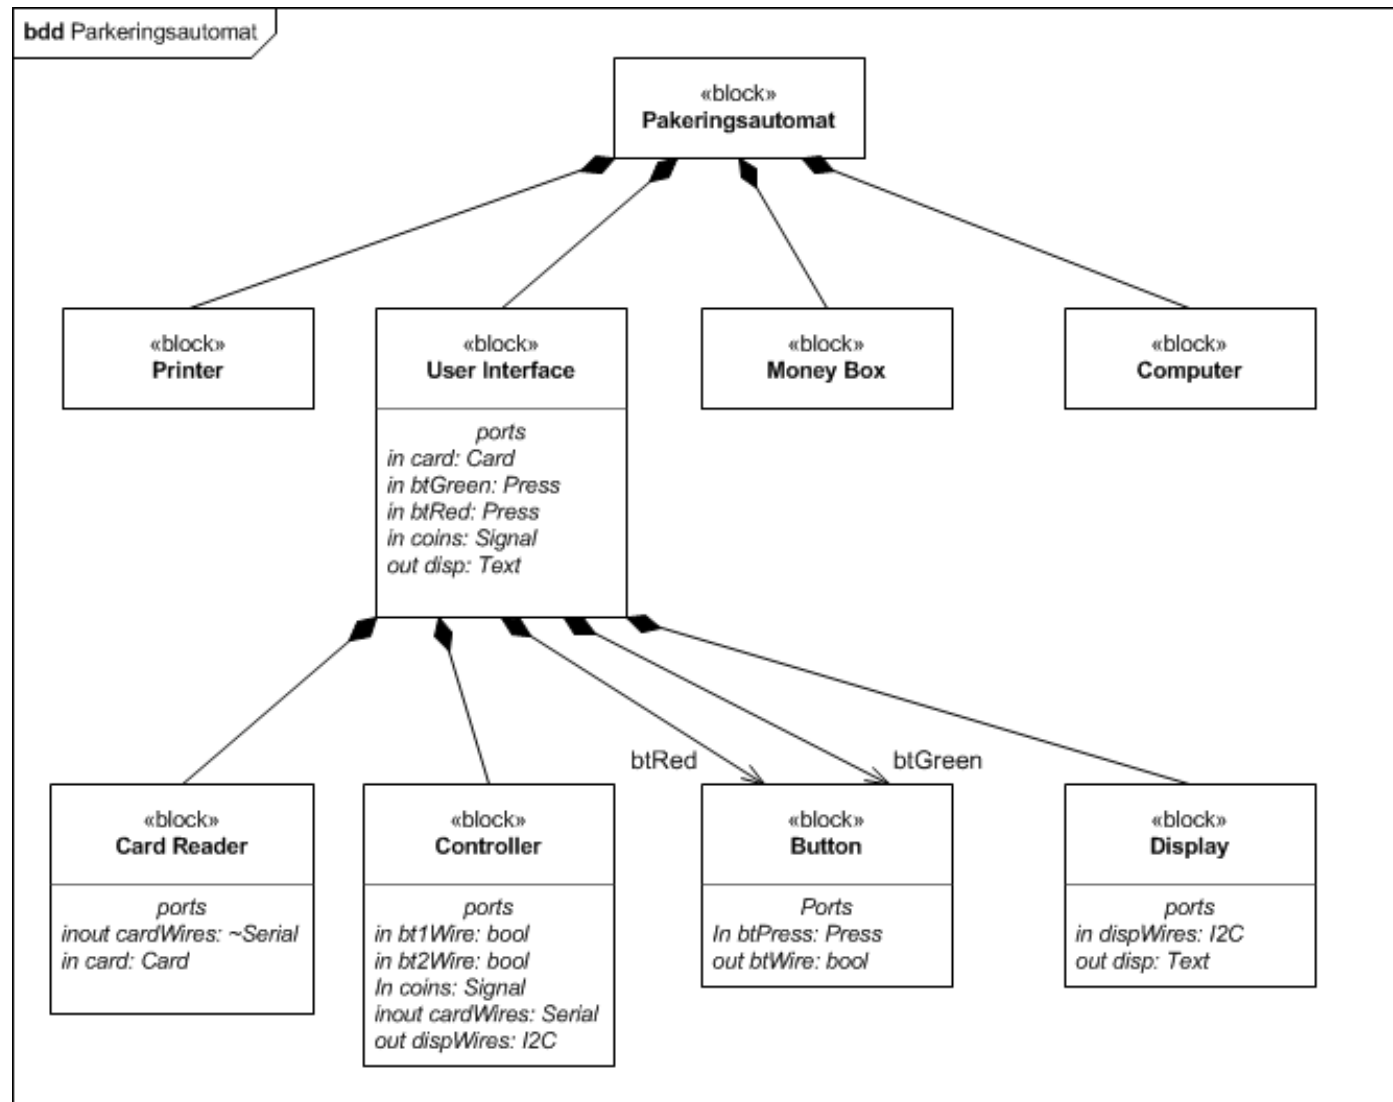 bdd Parkeringsautomat
«block»
Pakeringsautomat
«block»
Printer
«block»
User Interface
ports
in card: Card
in btGreen: Press
in btRed: Press
in coins: Signal
out disp: Text
«block»
Money Box
«block»
Computer
btRed
btGreen
«block»
Card Reader
ports
inout cardWires: ~Serial
in card: Card
«block»
Controller
ports
in bt1Wire: bool
in bt2Wire: bool
In coins: Signal
inout cardWires: Serial
out dispWires: I2C
«block»
Button
Ports
In btPress: Press
out btWire: bool
«block»
Display
ports
in dispWires: I2C
out disp: Text